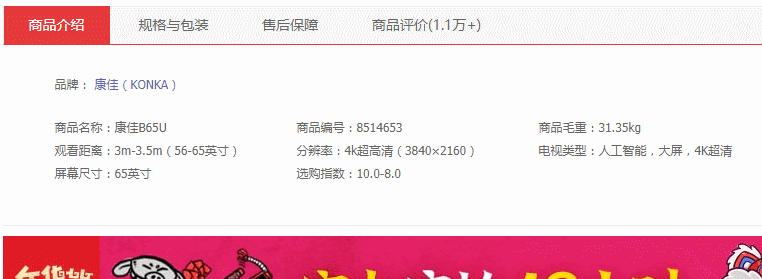 商品介绍 规格与包装 售后保障 商品评价(1.1万+)
品牌： 康佳（KONKA）
商品名称：康佳B65U 商品编号：8514653 商品毛重：31.35kg
观看距离：3m-3.5m（56-65英寸） 分辨率：4k超高清（3840×2160） 电视类型：人工智能，大屏，4K超清
屏幕尺寸：65英寸 选购指数：10.0-8.0